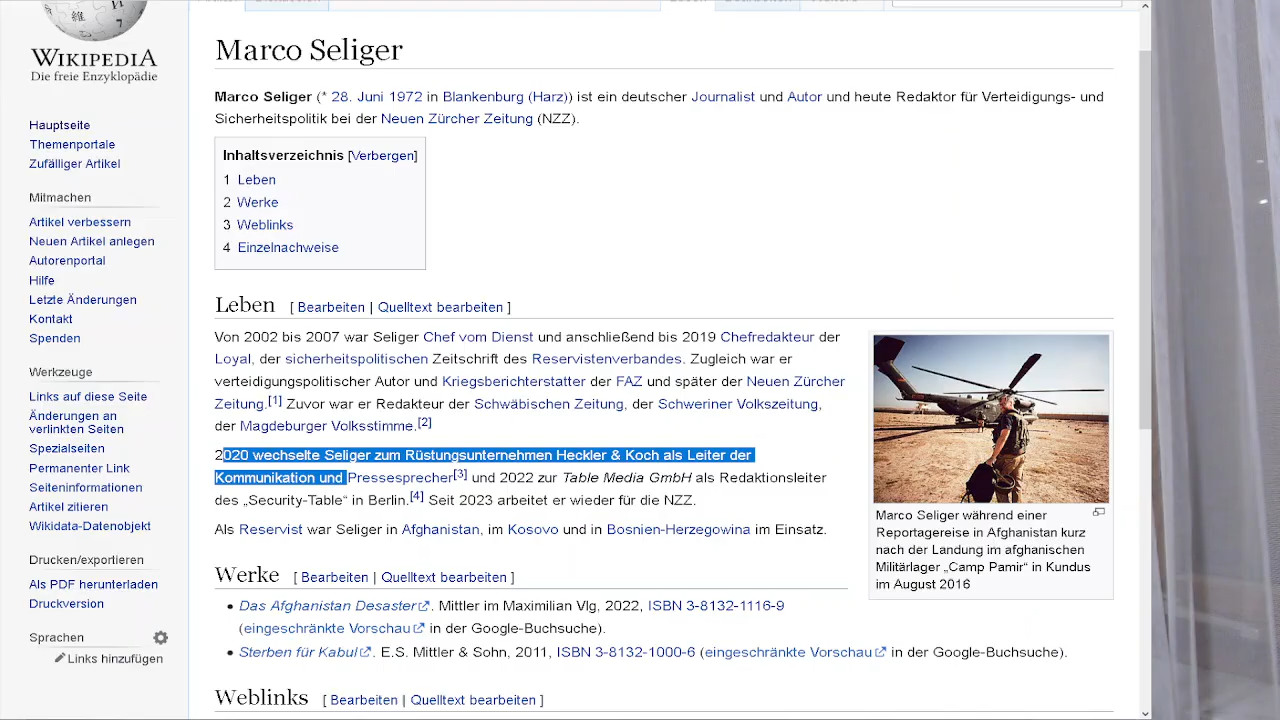 WIKIPEDIA
Die freie Enzyklopädie
Hauptseite
Themenportale
Zufälliger Artikel
Mitmachen
Artikel verbessern
Neuen Artikel anlegen
Autorenportal
Hilfe
Letzte Änderungen
Kontakt
Spenden
Werkzeuge
Links auf diese Seite
Änderungen an
verlinkten Seiten
Spezialseiten
Permanenter Link
Seiteninformationen
Artikel zitieren
Wikidata-Datenobjekt
Drucken/exportieren
Als PDF herunterladen
Druckversion
Sprachen
Links hinzufügen
Marco Seliger
Marco Seliger (* 28. Juni 1972 in Blankenburg (Harz)) ist ein deutscher Journalist und Autor und heute Redaktor für Verteidigungs- und
Sicherheitspolitik bei der Neuen Zürcher Zeitung (NZZ).
Inhaltsverzeichnis [Verbergen]
1 Leben
2 Werke
3 Weblinks
4 Einzelnachweise
Leben [ Bearbeiten | Quelltext bearbeiten ]
Von 2002 bis 2007 war Seliger Chef vom Dienst und anschließend bis 2019 Chefredakteur der
Loyal, der sicherheitspolitischen Zeitschrift des Reservistenverbandes. Zugleich war er
verteidigungspolitischer Autor und Kriegsberichterstatter der FAZ und später der Neuen Zürcher
Zeitung.[1] Zuvor war er Redakteur der Schwäbischen Zeitung, der Schweriner Volkszeitung,
der Magdeburger Volksstimme.[2]
2020 wechselte Seliger zum Rüstungsunternehmen Heckler & Koch als Leiter der
Kommunikation und Pressesprecher[3] und 2022 zur Table Media GmbH als Redaktionsleiter
des „Security-Table“ in Berlin.[4] Seit 2023 arbeitet er wieder für die NZZ.
Als Reservist war Seliger in Afghanistan, im Kosovo und in Bosnien-Herzegowina im Einsatz.
Marco Seliger während einer
Reportagereise in Afghanistan kurz
nach der Landung im afghanischen
Militärlager „Camp Pamir“ in Kundus
im August 2016
Werke [ Bearbeiten | Quelltext bearbeiten ]
• Das Afghanistan Desaster. Mittler im Maximilian Vlg, 2022, ISBN 3-8132-1116-9
(eingeschränkte Vorschau in der Google-Buchsuche).
• Sterben für Kabul. E.S. Mittler & Sohn, 2011, ISBN 3-8132-1000-6 (eingeschränkte Vorschau in der Google-Buchsuche).
Weblinks [ Bearbeiten | Quelltext bearbeiten ]